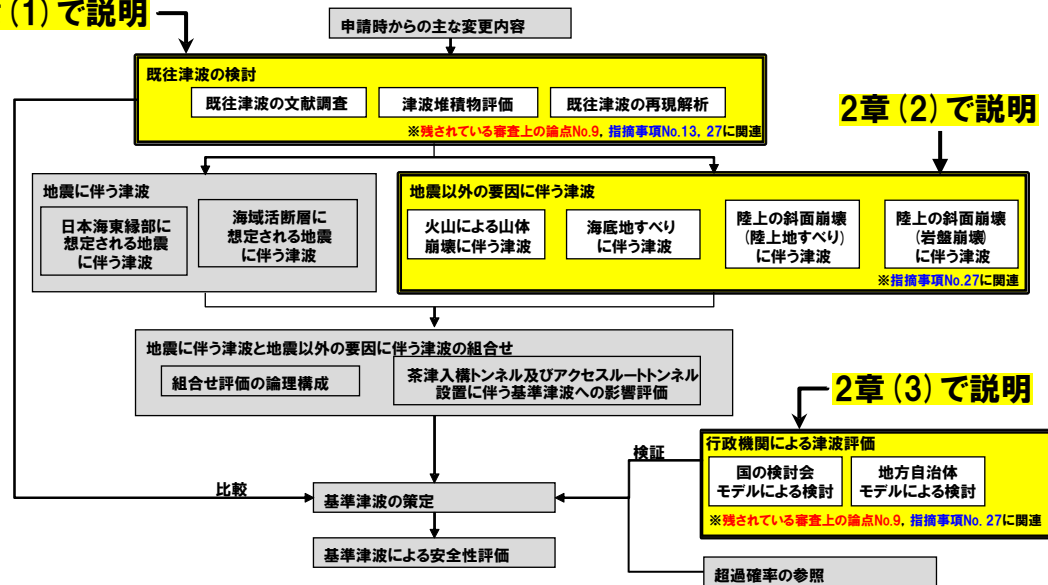 (1)で説明
申請時からの主な変更内容
既往津波の検討
既往津波の文献調査
津波堆積物評価
既往津波の再現解析
※残されている審査上の論点No.9, 指摘事項No.13, 27に関連
2章(2)で説明
地震に伴う津波
日本海東縁部に
想定される地震
に伴う津波
海域活断層に
想定される地震
に伴う津波
地震以外の要因に伴う津波
火山による山体
崩壊に伴う津波
海底地すべり
に伴う津波
陸上の斜面崩壊
(陸上地すべり)
に伴う津波
陸上の斜面崩壊
(岩盤崩壊)
に伴う津波
※指摘事項No.27に関連
地震に伴う津波と地震以外の要因に伴う津波の組合せ
組合せ評価の論理構成
茶津入構トンネル及びアクセスルートトンネル
設置に伴う基準津波への影響評価
2章(3)で説明
行政機関による津波評価
国の検討会
モデルによる検討
地方自治体
モデルによる検討
※残されている審査上の論点No.9, 指摘事項No. 27に関連
検証
比較
基準津波の策定
基準津波による安全性評価
超過確率の参照